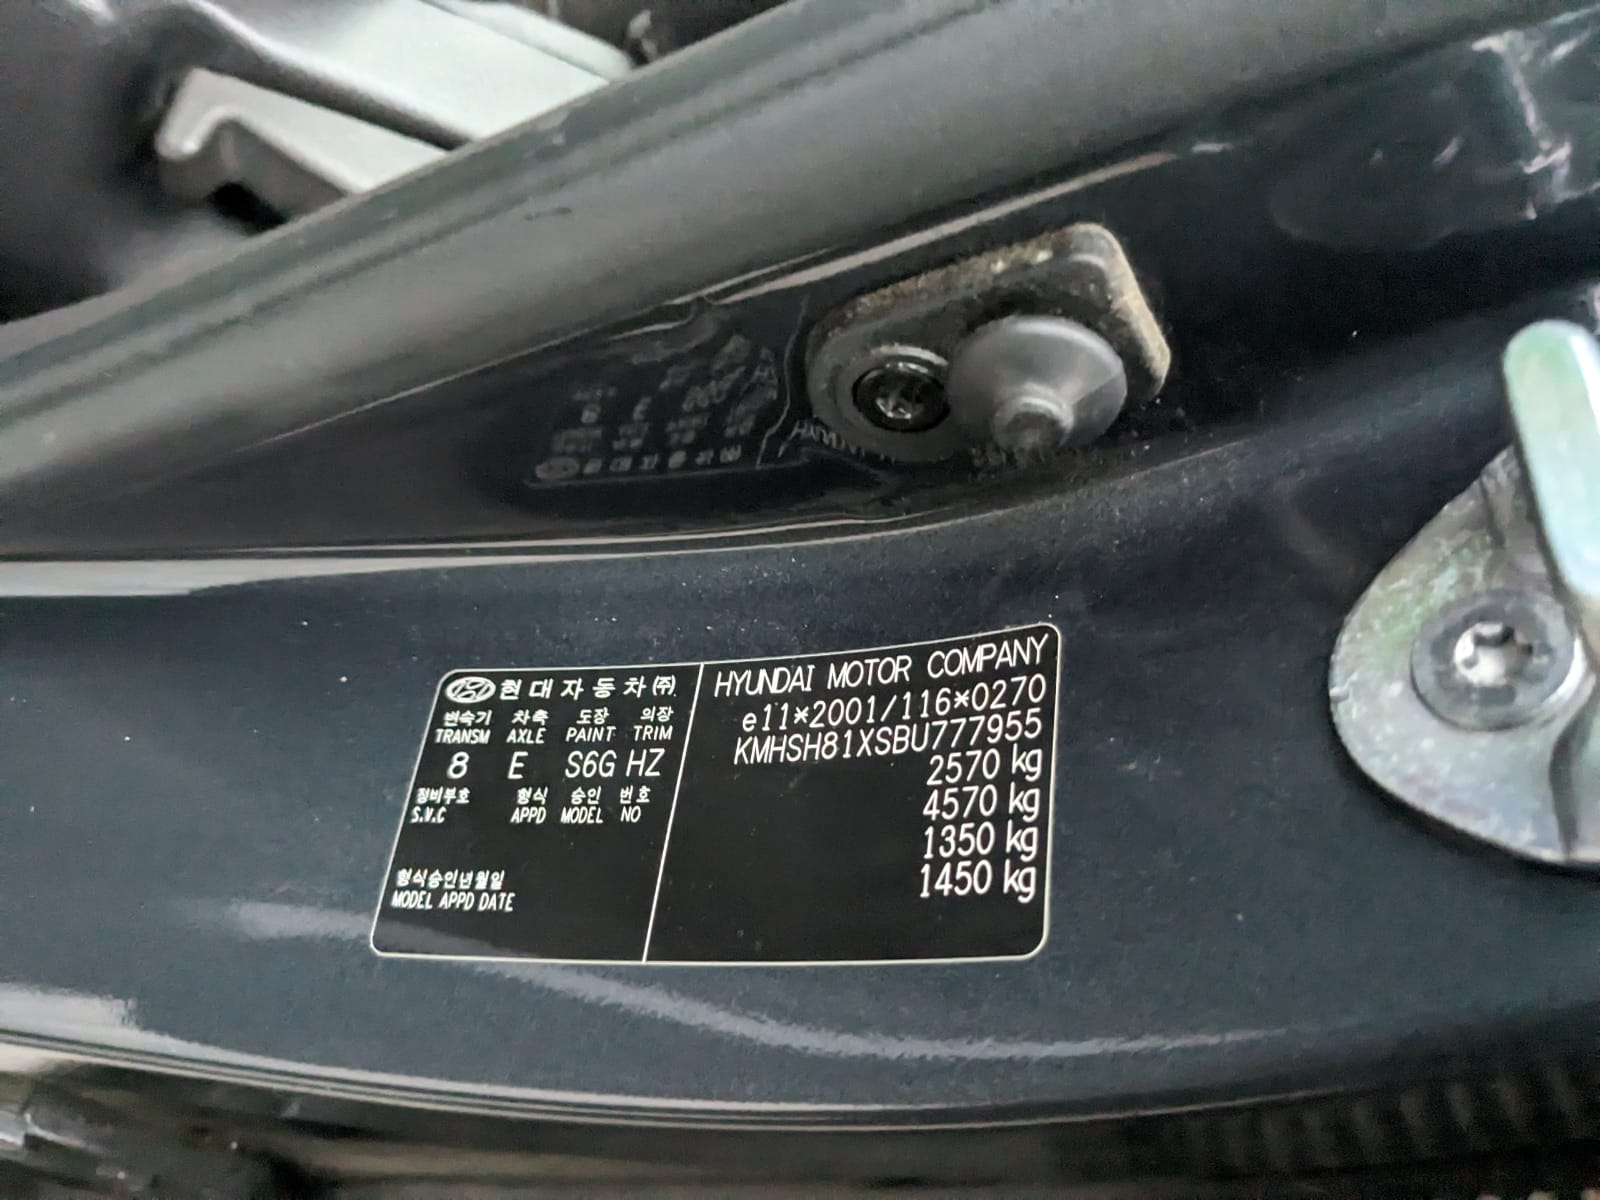 현대자동차(주)
변속기 차축 도장 의장
TRANSM AXLE PAINT TRIM
8 E S6G HZ
정비부호 형식 승인 번호
S.V.C APPD MODEL NO
형식승인년월일
MODEL APPD DATE
HYUNDAI MOTOR COMPANY
e11*2001/116*0270
KMHSH81XSBU777955
2570 kg
4570 kg
1350 kg
1450 kg